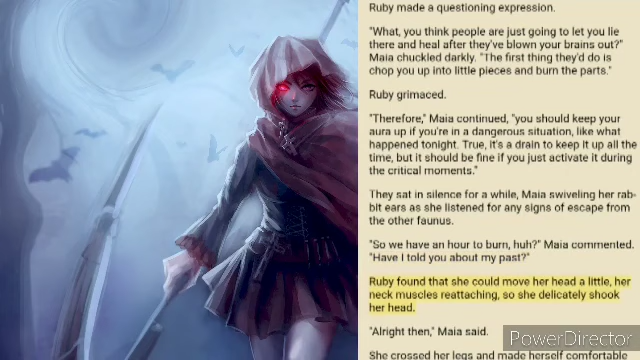 Ruby made a questioning expression.
"What, you think people are just going to let you lie
there and heal after they've blown your brains out?"
Maia chuckled darkly. "The first thing they'd do is
chop you up into little pieces and burn the parts."
Ruby grimaced.
"Therefore," Maia continued, "you should keep your
aura up if you're in a dangerous situation, like what
happened tonight. True, it's a drain to keep it up all the
time, but it should be fine if you just activate it during
the critical moments."
They sat in silence for a while, Maia swiveling her rab-
bit ears as she listened for any signs of escape from
the other faunus.
"So we have an hour to burn, huh?" Maia commented.
"Have I told you about my past?"
Ruby found that she could move her head a little, her
neck muscles reattaching, so she delicately shook
her head.
"Alright then," Maia said.
She crossed her legs and made herself comfortable
PowerDirector